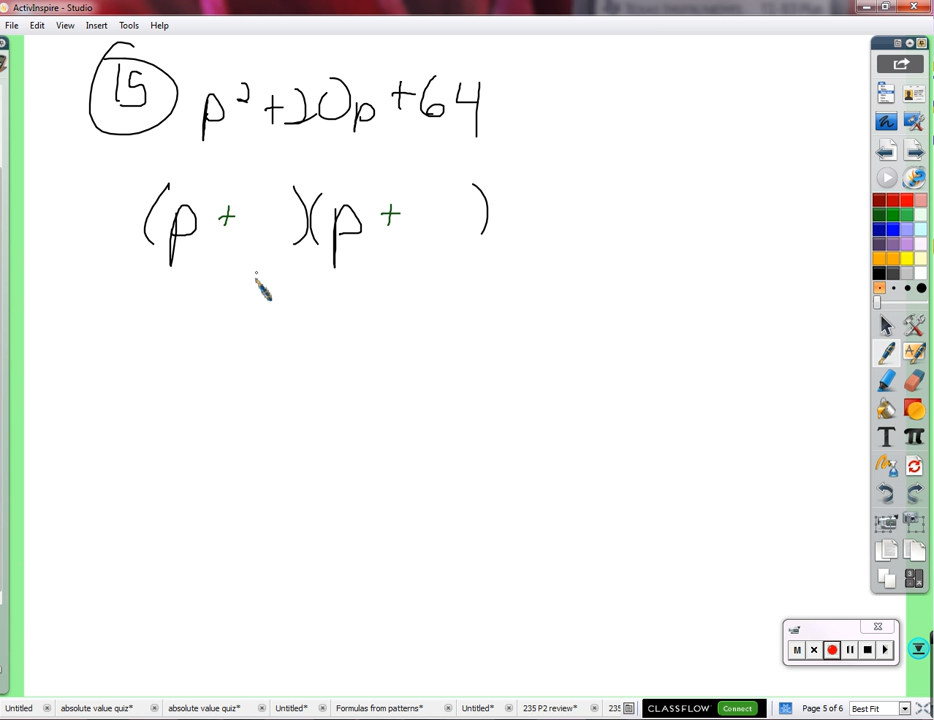 ActivInspire - Studio
File Edit View Insert Tools Help
15 p² + 20p + 64
(p + )(p + )
M
Untitled absolute value quiz* absolute value quiz* Untitled* Formulas from patterns* Untitled* 235 P2 review* 235 CLASSFLOW Connect Page 5 of 6 Best Fit